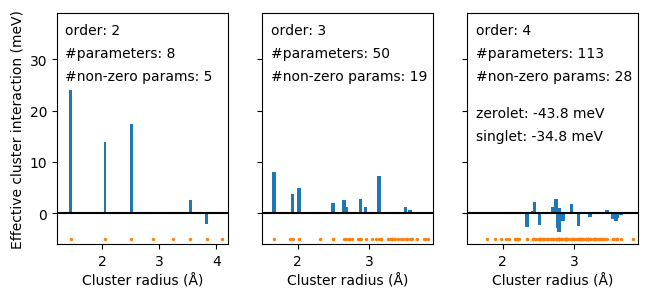 Effective cluster interaction (meV)
30
20
10
0
order: 2
#parameters: 8
#non-zero params: 5
2
3
4
Cluster radius (Å)
order: 3
#parameters: 50
#non-zero params: 19
2
3
Cluster radius (Å)
order: 4
#parameters: 113
#non-zero params: 28
zerolet: -43.8 meV
singlet: -34.8 meV
2
3
Cluster radius (Å)